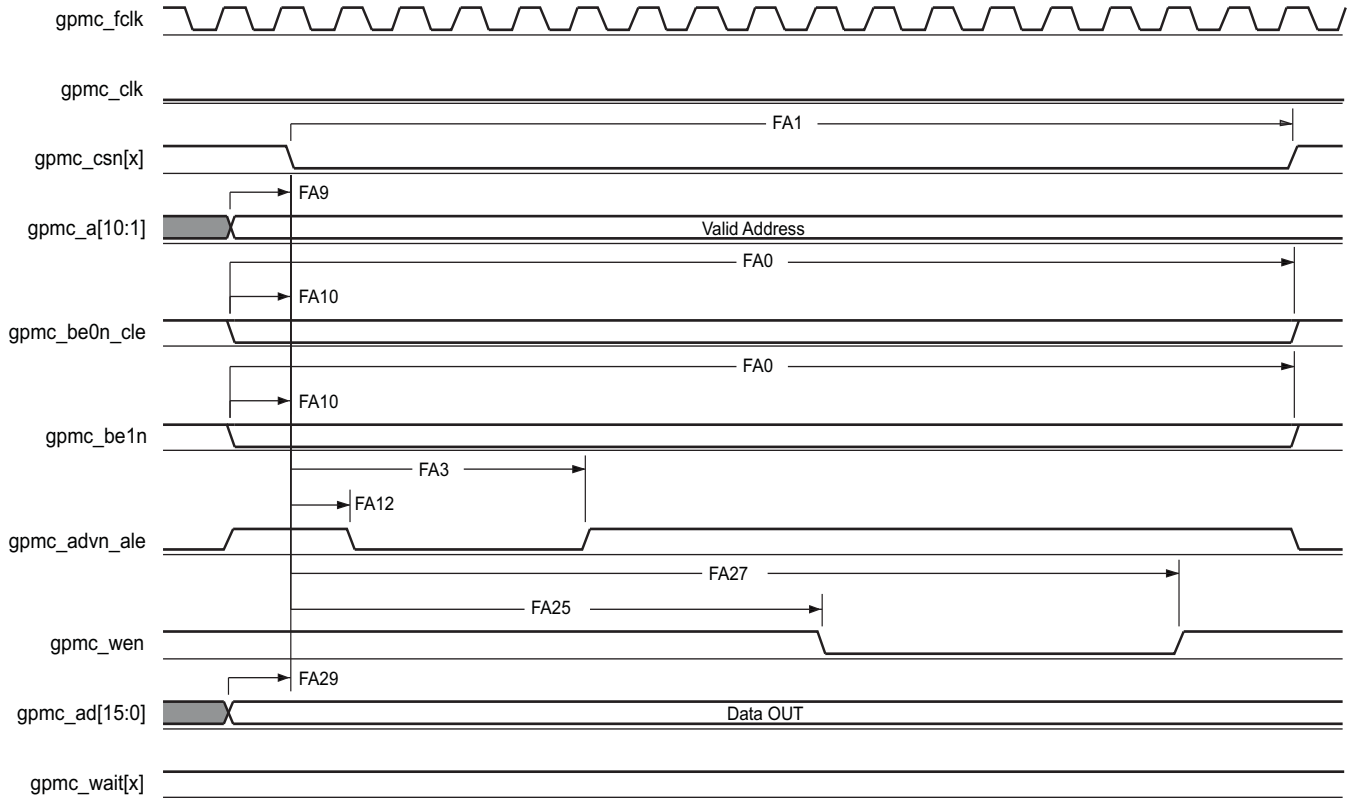 gpmc_fclk
gpmc_clk
FA1
gpmc_csn[x]
FA9
gpmc_a[10:1]
Valid Address
FA0
FA10
gpmc_be0n_cle
FA0
FA10
gpmc_be1n
FA3
FA12
gpmc_advn_ale
FA27
FA25
gpmc_wen
FA29
gpmc_ad[15:0]
Data OUT
gpmc_wait[x]